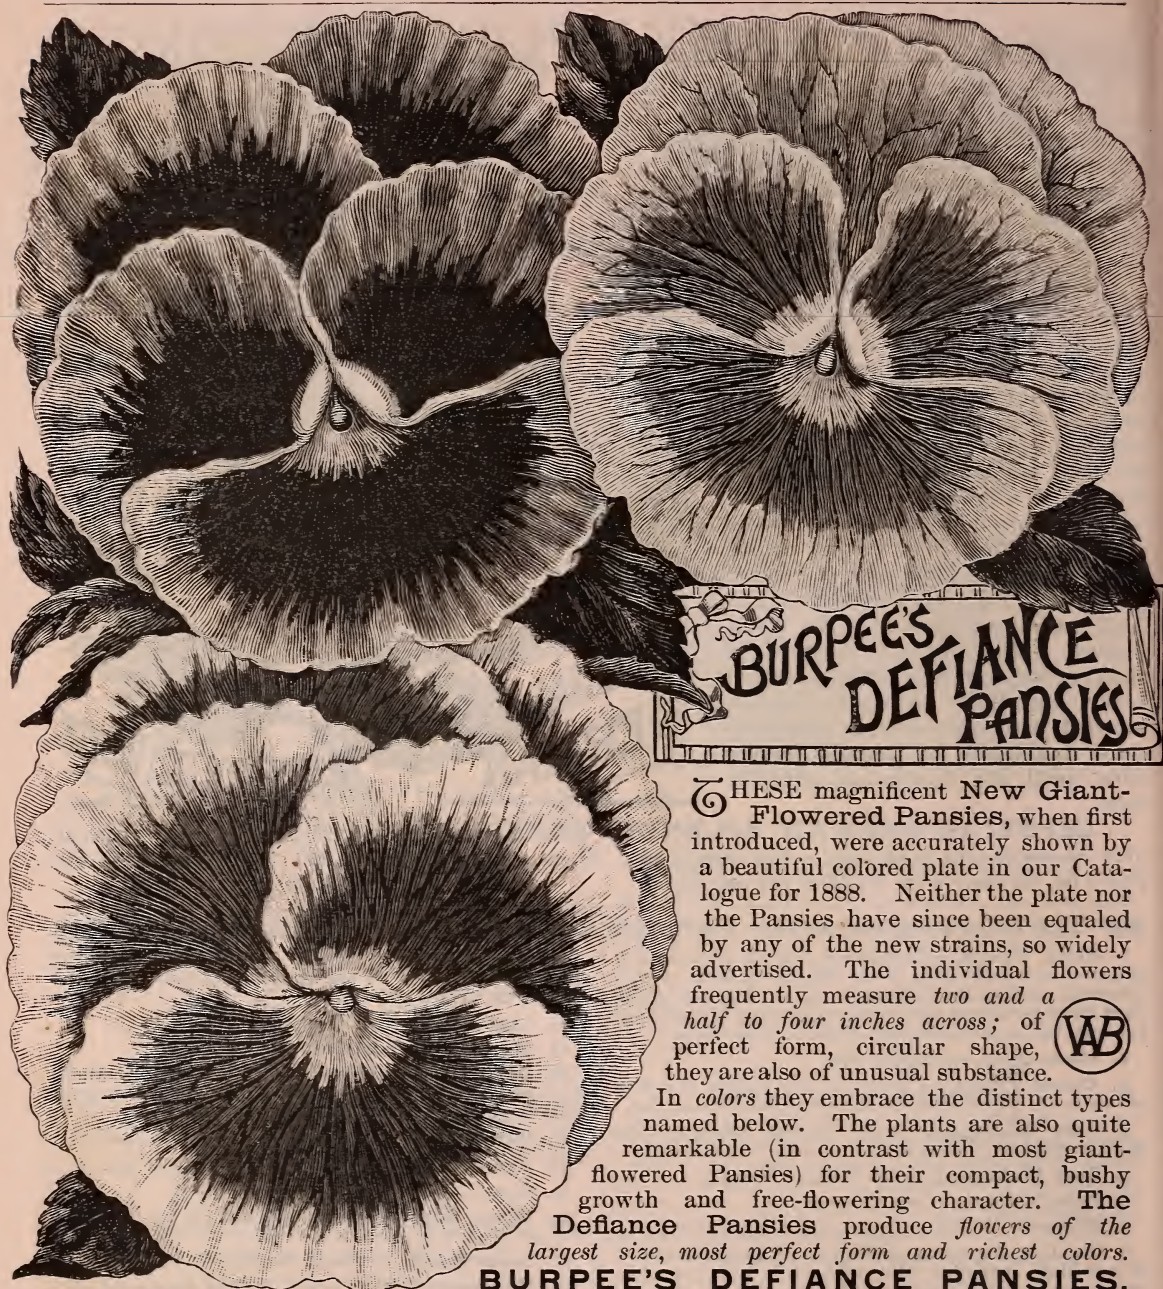 BURPEE'S
DEFIANCE
PANSIES
THESE magnificent New Giant-
Flowered Pansies, when first
introduced, were accurately shown by
a beautiful colored plate in our Cata-
logue for 1888. Neither the plate nor
the Pansies have since been equaled
by any of the new strains, so widely
advertised. The individual flowers
frequently measure two and a
half to four inches across; of
perfect form, circular shape,
they are also of unusual substance.
WAB
In colors they embrace the distinct types
named below. The plants are also quite
remarkable (in contrast with most giant-
flowered Pansies) for their compact, bushy
growth and free-flowering character. The
Defiance Pansies produce flowers of the
largest size, most perfect form and richest colors.
BURPEE'S DEFIANCE PANSIES.